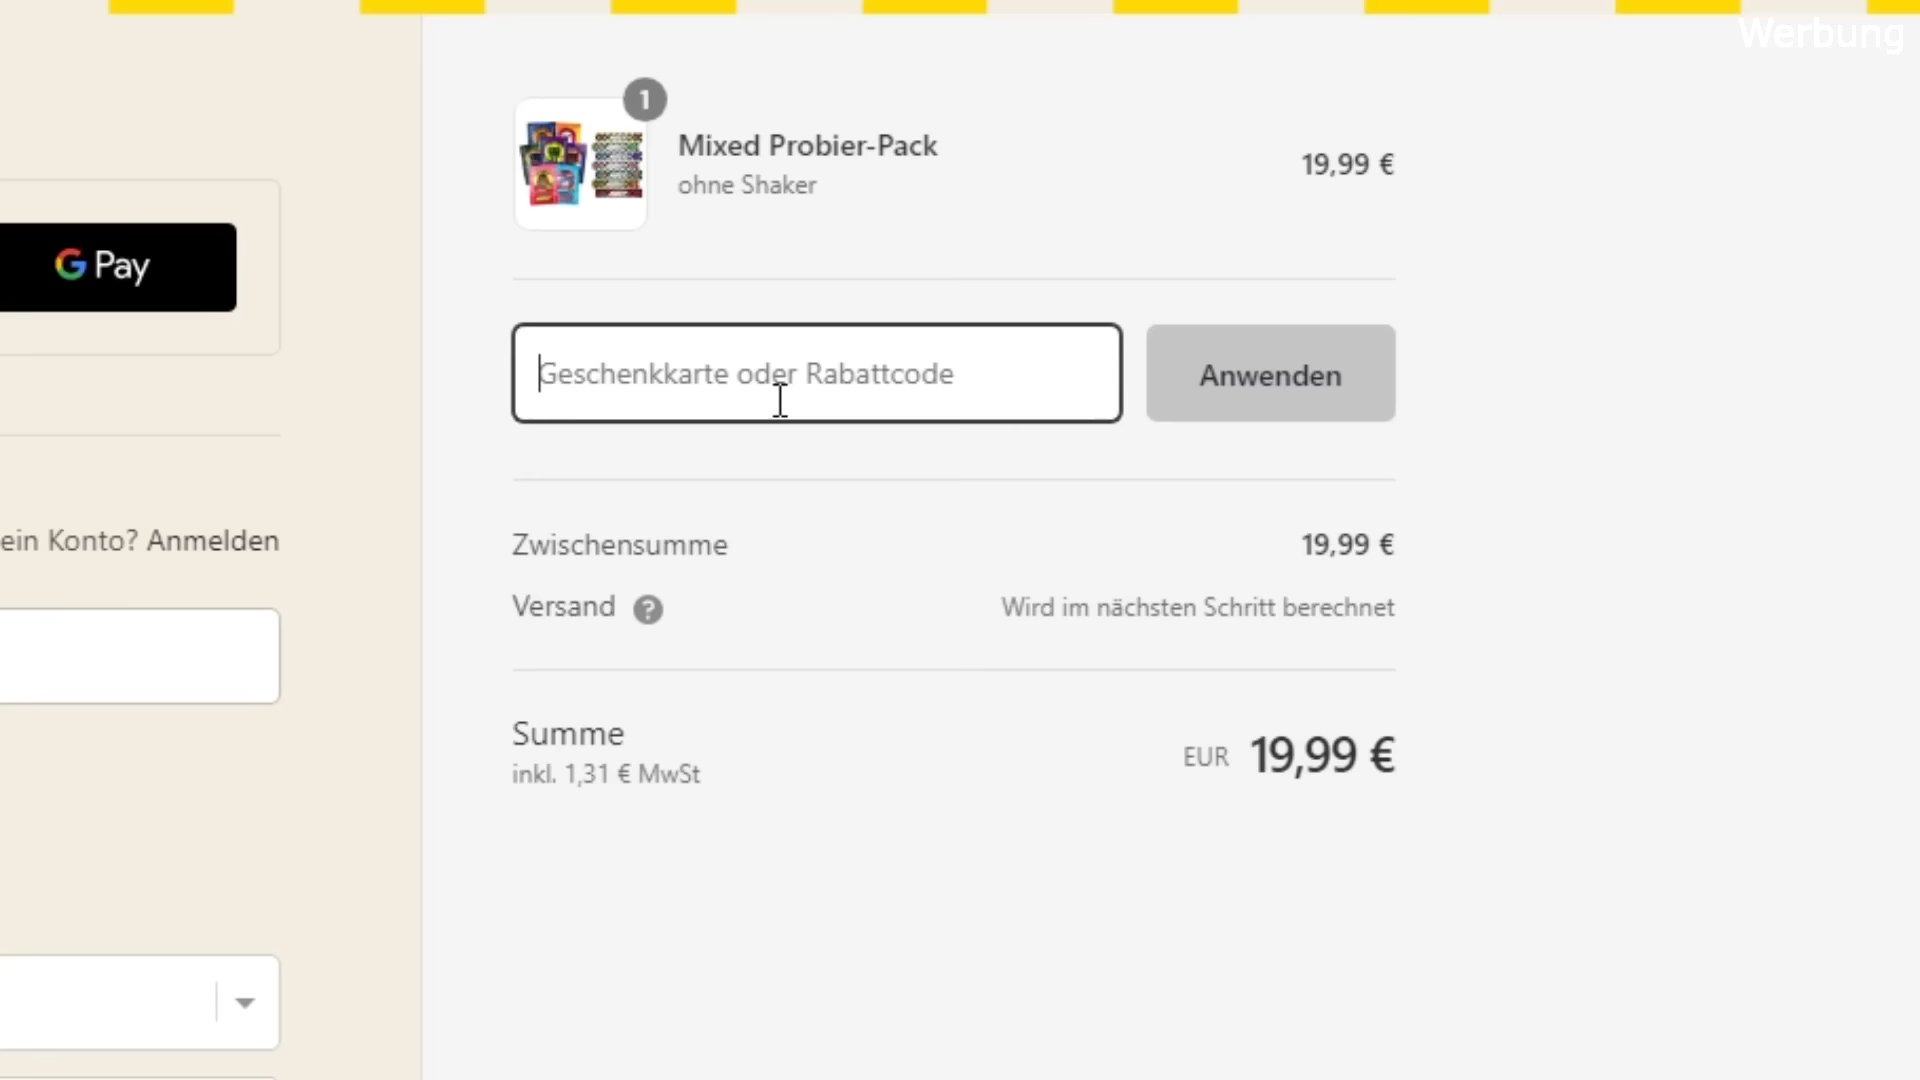 Werbung
1
Mixed Probier-Pack
ohne Shaker
19,99 €
G Pay
Geschenkkarte oder Rabattcode
Anwenden
ein Konto? Anmelden
Zwischensumme
19,99 €
Versand ?
Wird im nächsten Schritt berechnet
Summe
inkl. 1,31 € MwSt
EUR 19,99 €